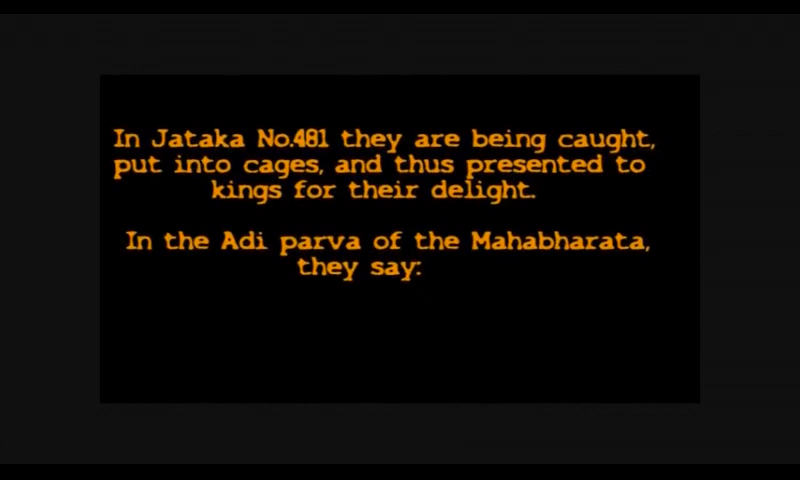 In Jataka No.481 they are being caught,
put into cages, and thus presented to
kings for their delight.
In the Adi parva of the Mahabharata,
they say: